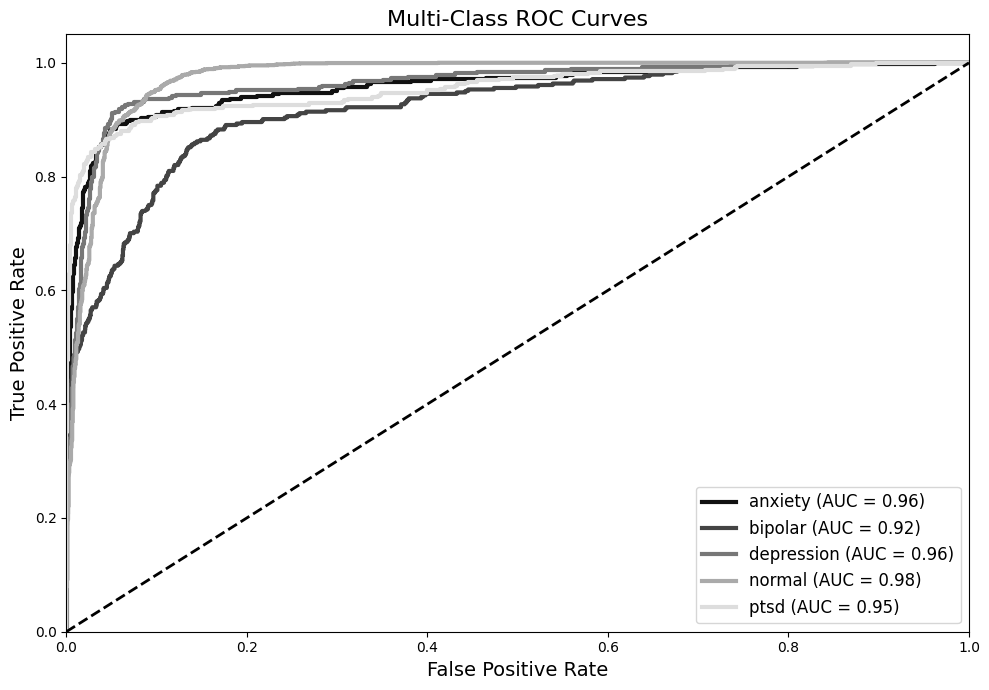 Multi-Class ROC Curves
True Positive Rate
1.0
0.8
0.6
0.4
0.2
0.0
anxiety (AUC = 0.96)
bipolar (AUC = 0.92)
depression (AUC = 0.96)
normal (AUC = 0.98)
ptsd (AUC = 0.95)
0.0 0.2 0.4 0.6 0.8 1.0
False Positive Rate